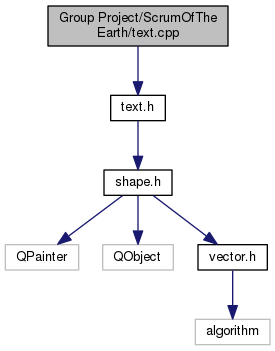 Group Project/ScrumOfThe
Earth/text.cpp
text.h
shape.h
QPainter
QObject
vector.h
algorithm